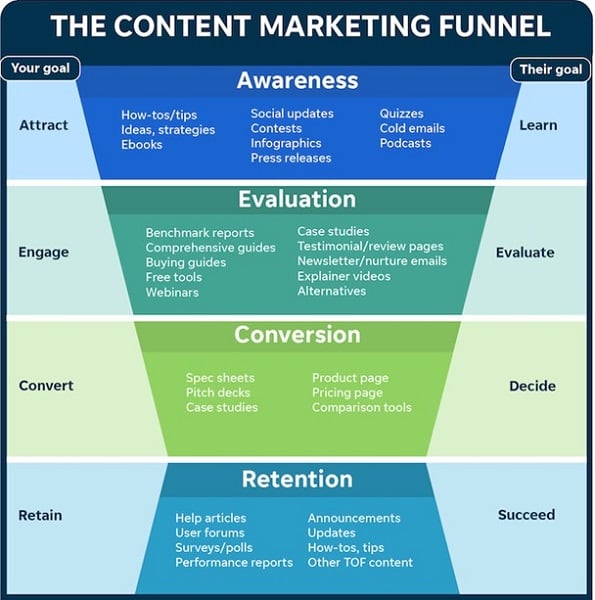 THE CONTENT MARKETING FUNNEL
Your goal
Their goal
Awareness
Attract
How-tos/tips
Ideas, strategies
Ebooks
Social updates
Contests
Infographics
Press releases
Quizzes
Cold emails
Podcasts
Learn
Evaluation
Engage
Benchmark reports
Comprehensive guides
Buying guides
Free tools
Webinars
Case studies
Testimonial/review pages
Newsletter/nurture emails
Explainer videos
Alternatives
Evaluate
Conversion
Convert
Spec sheets
Pitch decks
Case studies
Product page
Pricing page
Comparison tools
Decide
Retention
Retain
Help articles
User forums
Surveys/polls
Performance reports
Announcements
Updates
How-tos, tips
Other TOF content
Succeed